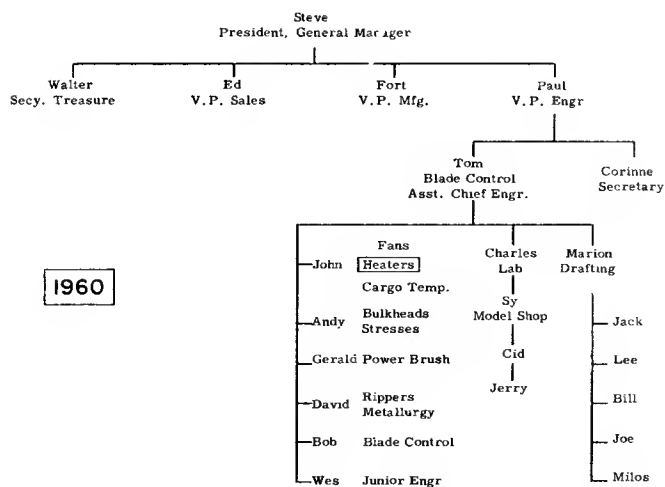 Steve
President, General Manager
Walter
Secy. Treasure
Ed
V.P. Sales
Fort
V.P. Mfg.
Paul
V.P. Engr
Tom
Blade Control
Asst. Chief Engr.
Corinne
Secretary
1960
John
Fans
Heaters
Cargo Temp.
Andy
Bulkheads
Stresses
Gerald Power Brush
David
Rippers
Metallurgy
Bob Blade Control
Wes Junior Engr
Charles
Lab
Sy
Model Shop
Cid
Jerry
Marion
Drafting
Jack
Lee
Bill
Joe
Milos